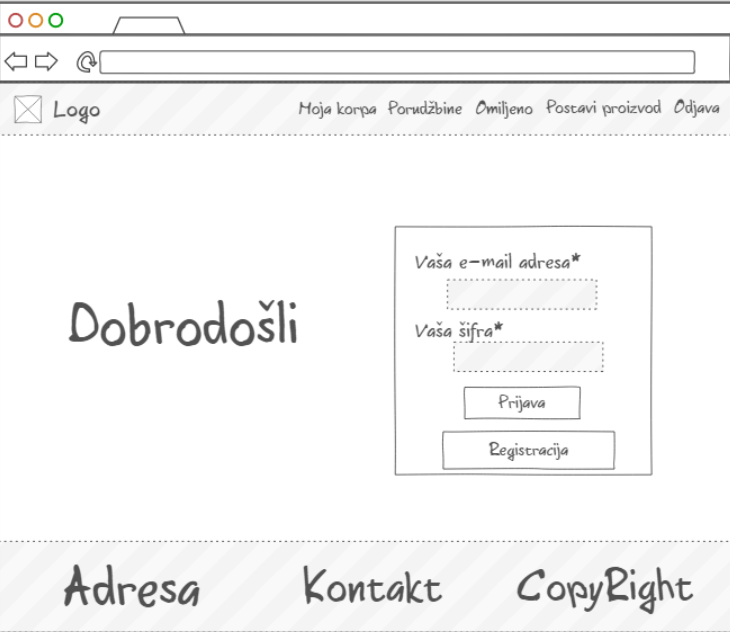 Logo Moja korpa Porudžbine Omiljeno Postavi proizvod Odjava
Vaša e-mail adresa*
Dobrodošli
Vaša šifra*
Prijava
Registracija
Adresa Kontakt CopyRight